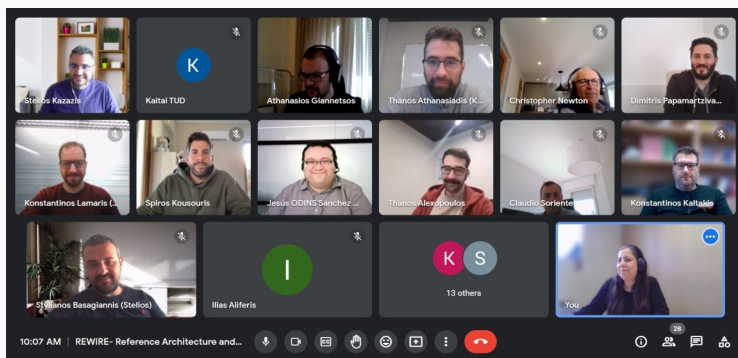 Stelios Kazazis
K
Kaitai TUD
Athanasios Giannetsos
Thanos Athanasiadis (K...
Christopher Newton
Dimitris Papamartziva...
Konstantinos Lamaris (...
Spiros Kousouris
Jesús ODINS Sánchez ...
Thanos Alexopoulos
Claudio Soriente
Konstantinos Kaltakis
Stylianos Basagiannis (Stelios)
I
Ilias Aliferis
K S
13 others
You
10:07 AM | REWIRE- Reference Architecture and...
28